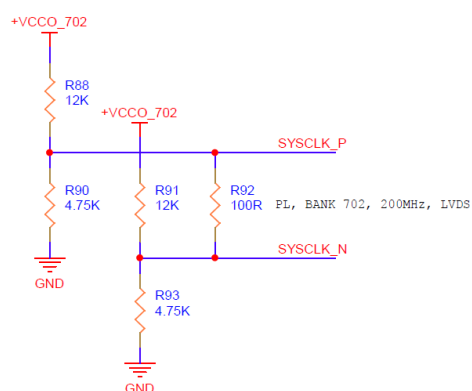 +VCCO_702
R88
12K
+VCCO_702
SYSCLK_P
R90
4.75K
R91
12K
R92
100R
PL, BANK 702, 200MHz, LVDS
SYSCLK_N
GND
R93
4.75K
GND